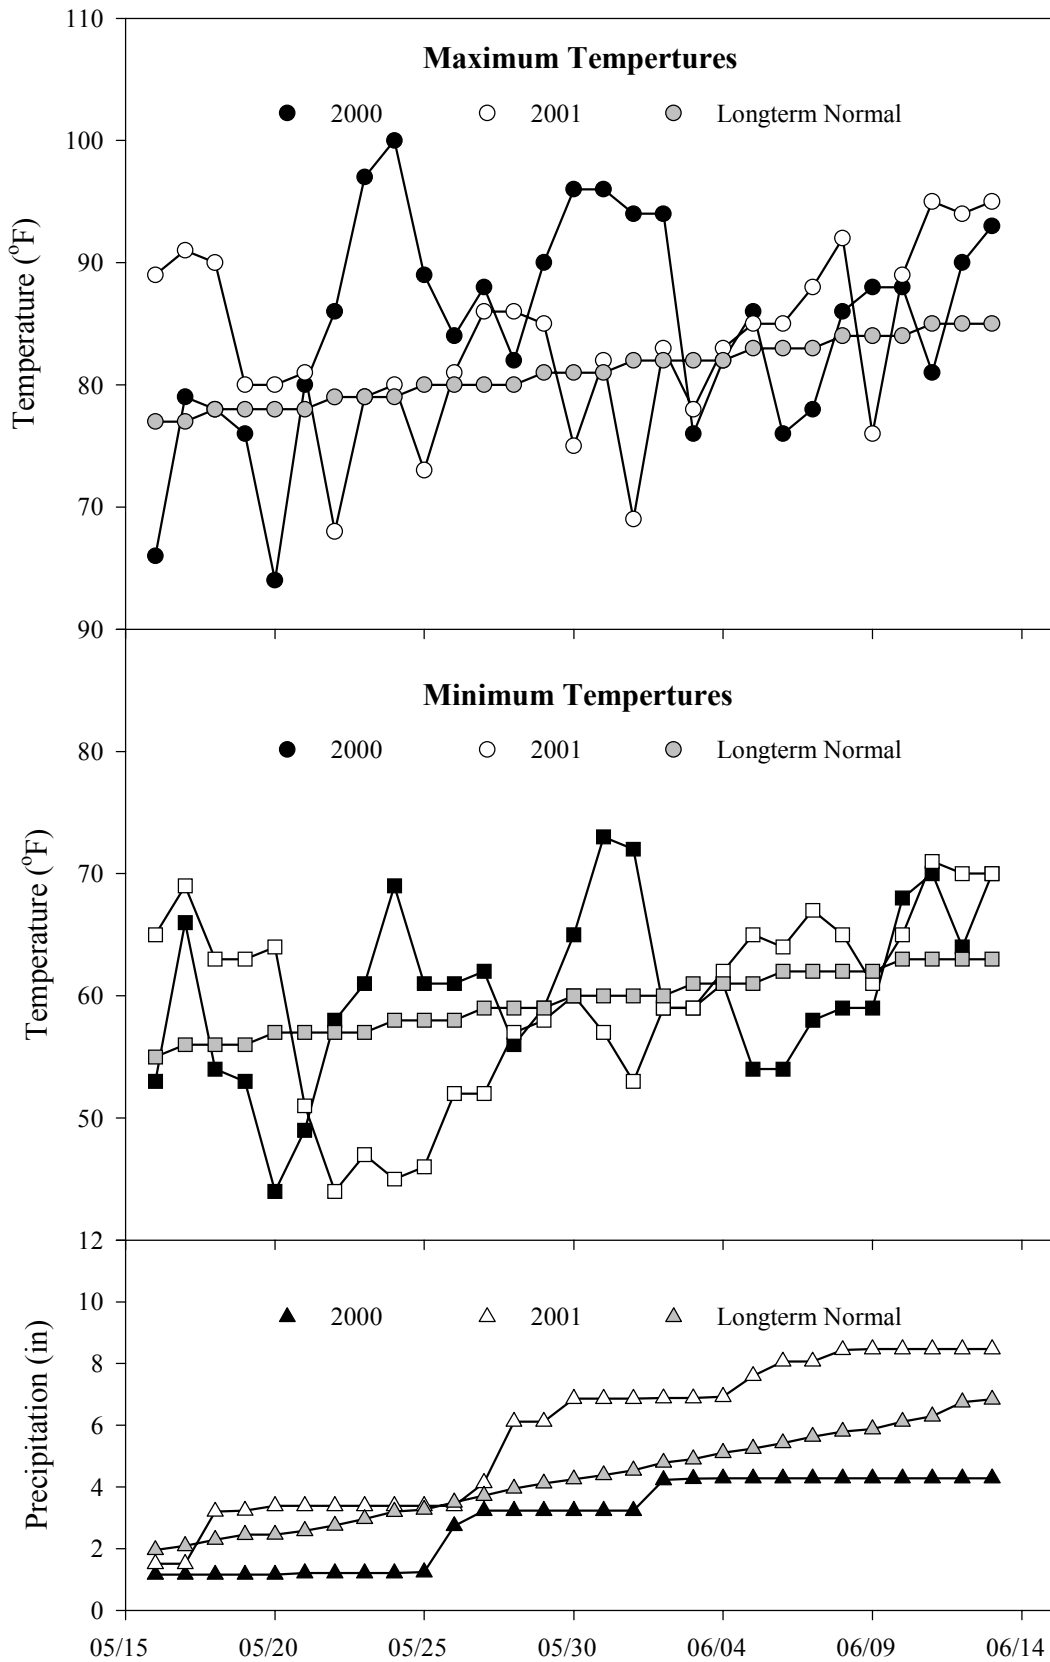 110
Maximum Tempertures
2000 2001 Longterm Normal
100
90
80
70
90
Temperature (°F)
Minimum Tempertures
2000 2001 Longterm Normal
80
70
60
50
12
Temperature (°F)
2000 2001 Longterm Normal
10
8
6
4
2
0
Precipitation (in)
05/15 05/20 05/25 05/30 06/04 06/09 06/14